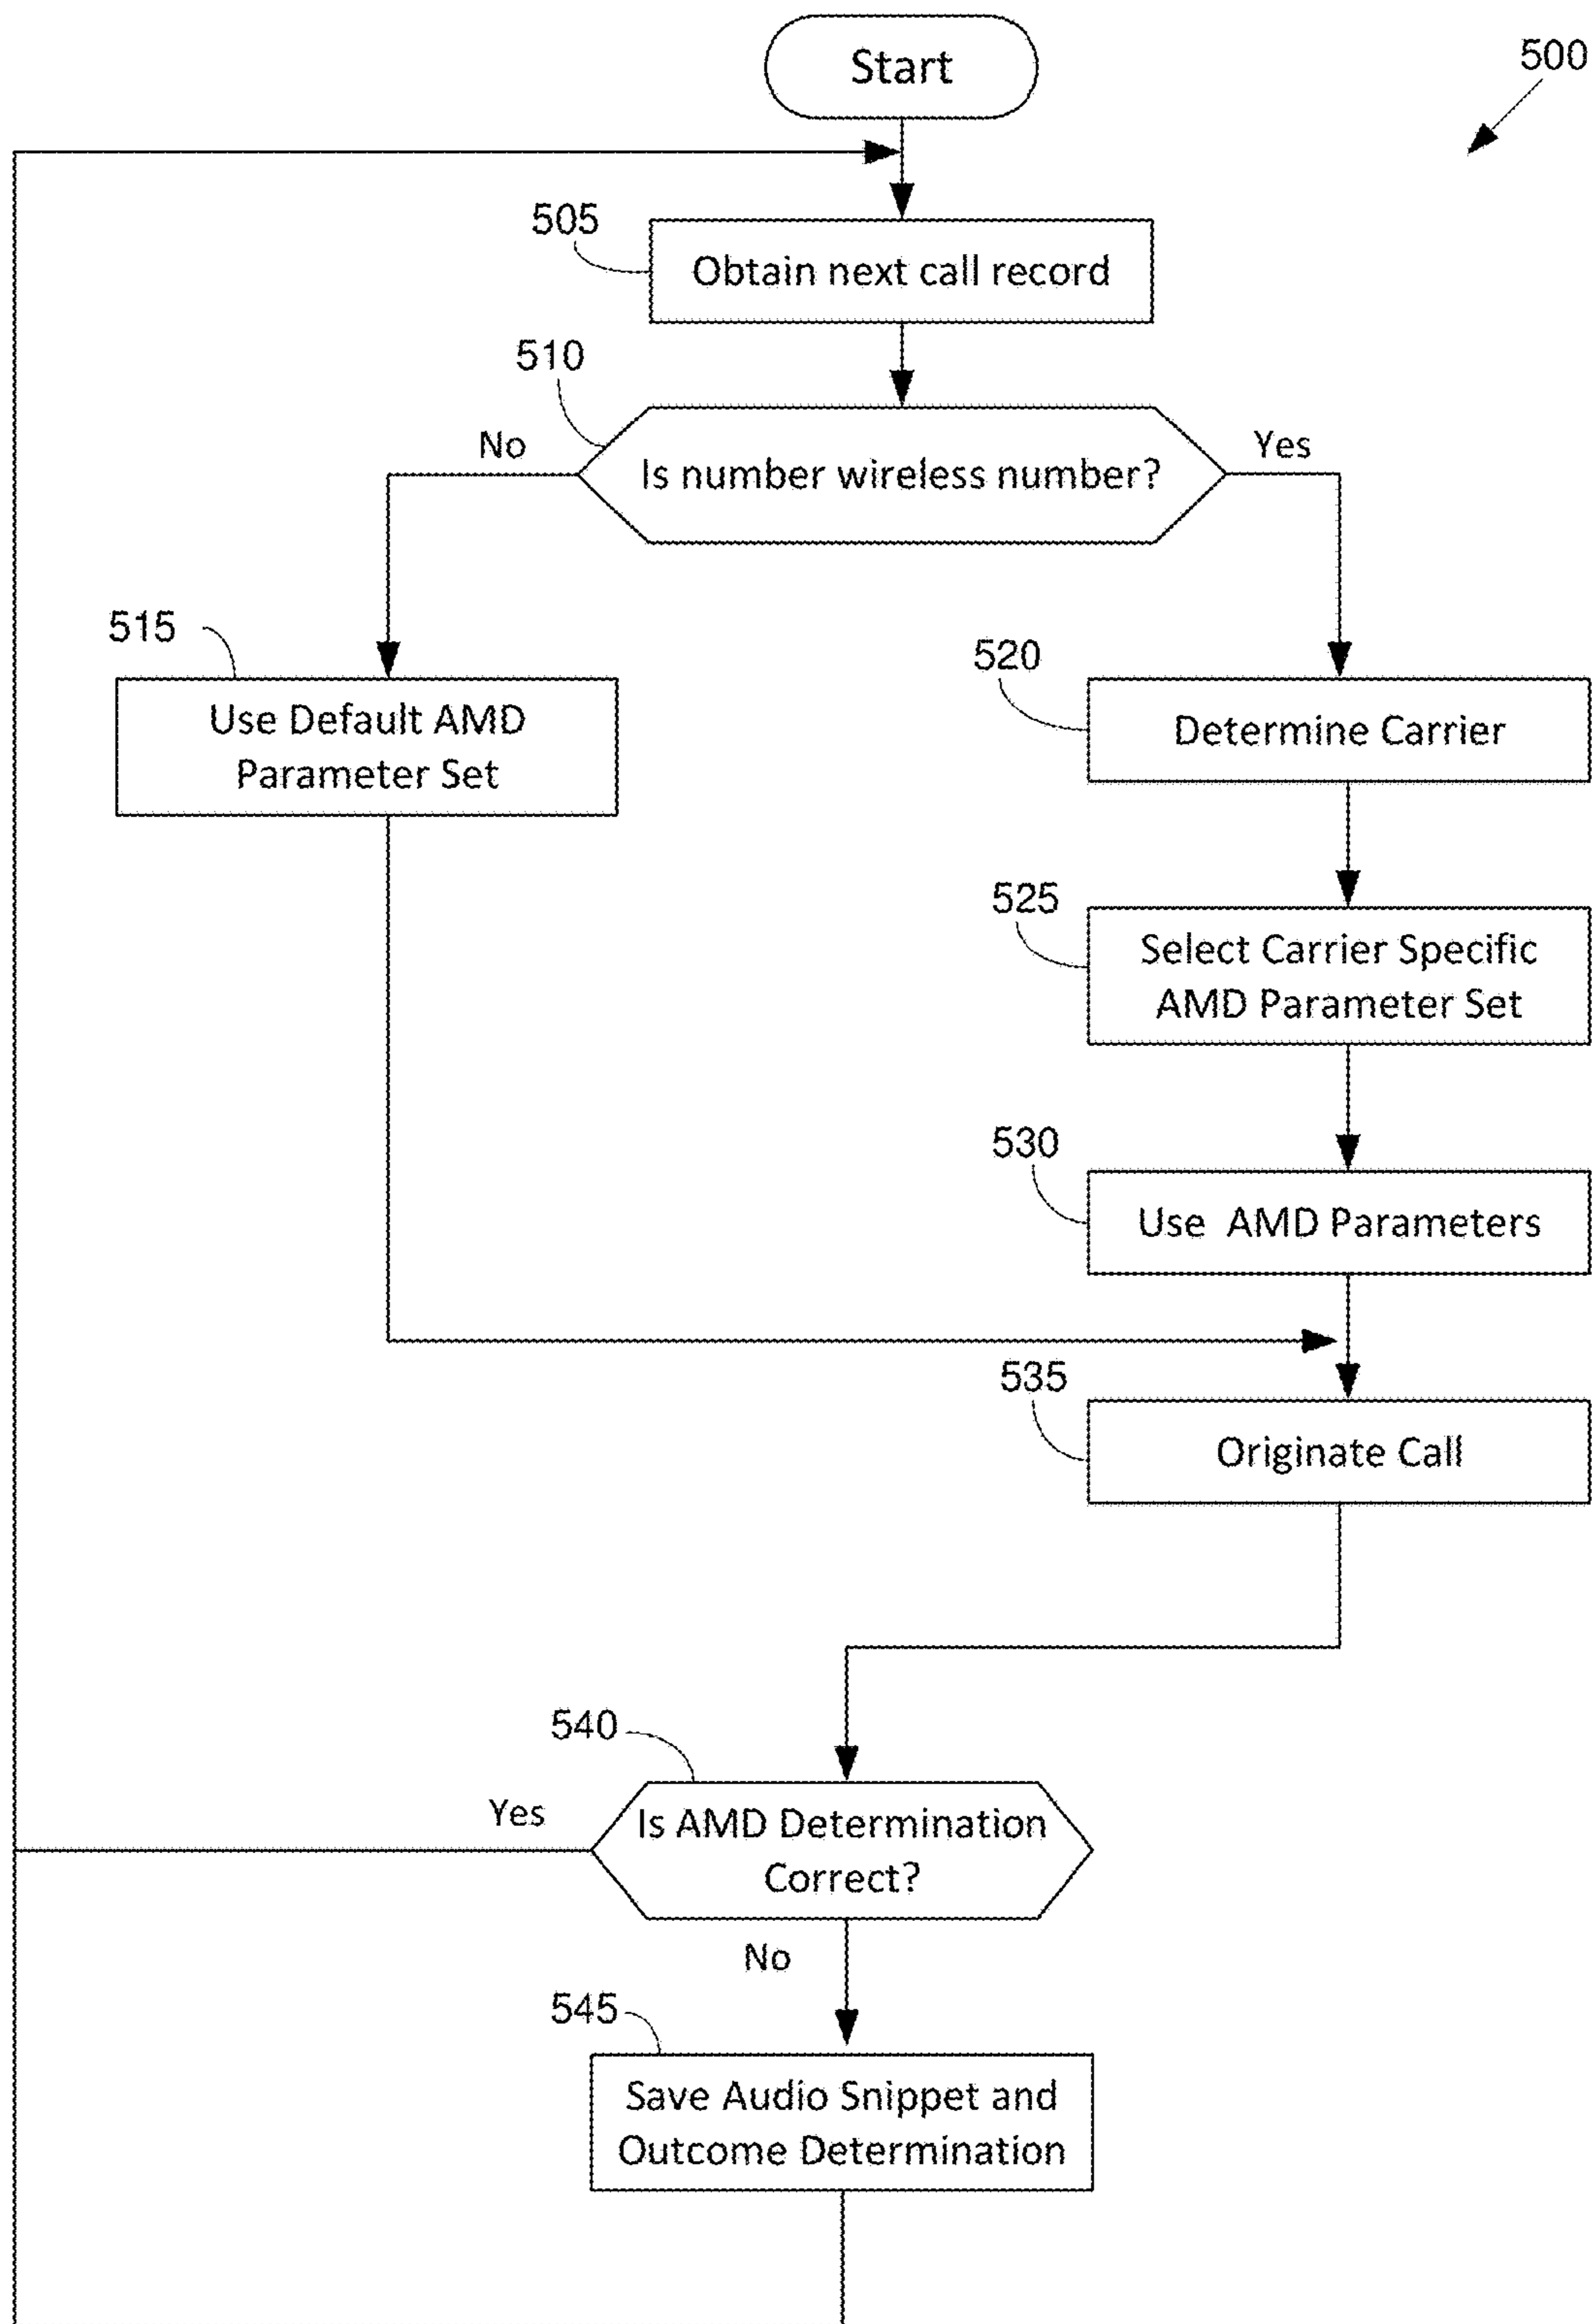 Start
500
505
Obtain next call record
510
No
Is number wireless number?
Yes
515
Use Default AMD
Parameter Set
520
Determine Carrier
525
Select Carrier Specific
AMD Parameter Set
530
Use AMD Parameters
535
Originate Call
540
Yes
Is AMD Determination
Correct?
No
545
Save Audio Snippet and
Outcome Determination